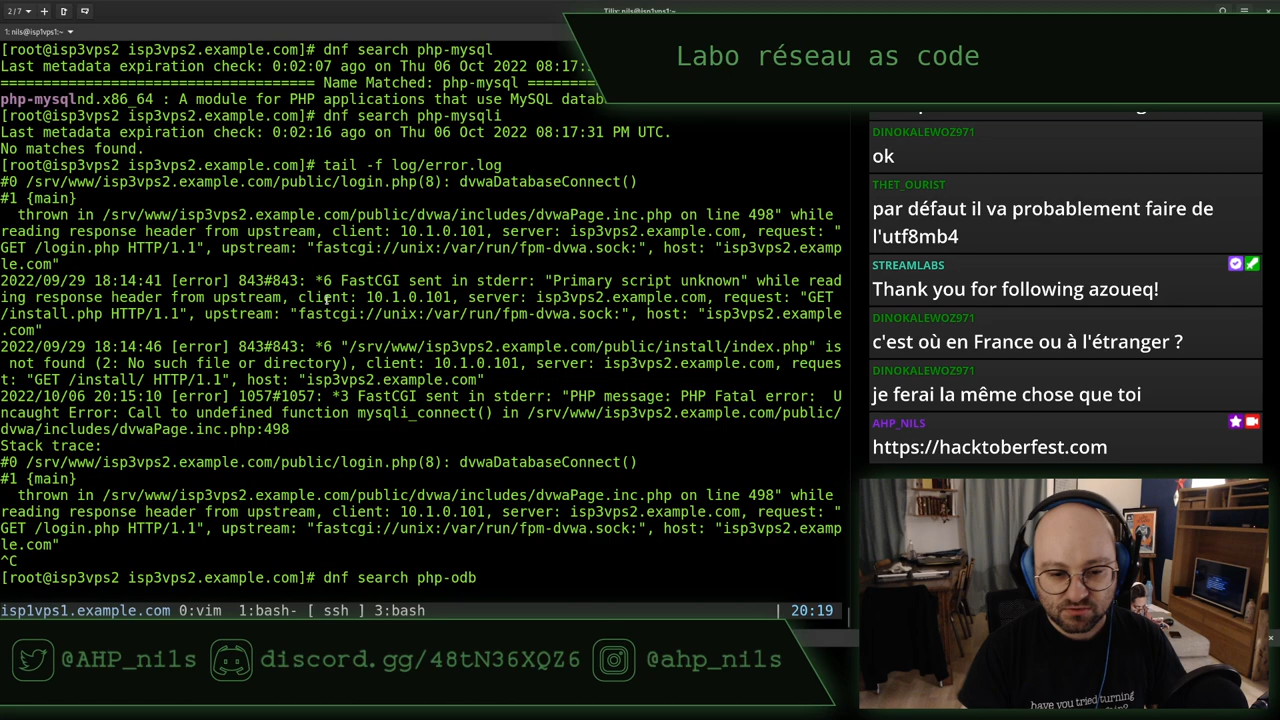 2/7
Tilix: nils@isp1vps1:~
1: nils@isp1vps1:~
[root@isp3vps2 isp3vps2.example.com]# dnf search php-mysql
Last metadata expiration check: 0:02:07 ago on Thu 06 Oct 2022 08:17:
===================================== Name Matched: php-mysql =========
php-mysqlnd.x86_64 : A module for PHP applications that use MySQL datab
[root@isp3vps2 isp3vps2.example.com]# dnf search php-mysqli
Last metadata expiration check: 0:02:16 ago on Thu 06 Oct 2022 08:17:31 PM UTC.
No matches found.
[root@isp3vps2 isp3vps2.example.com]# tail -f log/error.log
#0 /srv/www/isp3vps2.example.com/public/login.php(8): dvwaDatabaseConnect()
#1 {main}
  thrown in /srv/www/isp3vps2.example.com/public/dvwa/includes/dvwaPage.inc.php on line 498" while
reading response header from upstream, client: 10.1.0.101, server: isp3vps2.example.com, request: "
GET /login.php HTTP/1.1", upstream: "fastcgi://unix:/var/run/fpm-dvwa.sock:", host: "isp3vps2.examp
le.com"
2022/09/29 18:14:41 [error] 843#843: *6 FastCGI sent in stderr: "Primary script unknown" while read
ing response header from upstream, client: 10.1.0.101, server: isp3vps2.example.com, request: "GET
/install.php HTTP/1.1", upstream: "fastcgi://unix:/var/run/fpm-dvwa.sock:", host: "isp3vps2.example
.com"
2022/09/29 18:14:46 [error] 843#843: *6 "/srv/www/isp3vps2.example.com/public/install/index.php" is
 not found (2: No such file or directory), client: 10.1.0.101, server: isp3vps2.example.com, reques
t: "GET /install/ HTTP/1.1", host: "isp3vps2.example.com"
2022/10/06 20:15:10 [error] 1057#1057: *3 FastCGI sent in stderr: "PHP message: PHP Fatal error:  U
ncaught Error: Call to undefined function mysqli_connect() in /srv/www/isp3vps2.example.com/public/
dvwa/includes/dvwaPage.inc.php:498
Stack trace:
#0 /srv/www/isp3vps2.example.com/public/login.php(8): dvwaDatabaseConnect()
#1 {main}
  thrown in /srv/www/isp3vps2.example.com/public/dvwa/includes/dvwaPage.inc.php on line 498" while
reading response header from upstream, client: 10.1.0.101, server: isp3vps2.example.com, request: "
GET /login.php HTTP/1.1", upstream: "fastcgi://unix:/var/run/fpm-dvwa.sock:", host: "isp3vps2.examp
le.com"
^C
[root@isp3vps2 isp3vps2.example.com]# dnf search php-odb
isp1vps1.example.com 0:vim  1:bash- [ ssh ] 3:bash | 20:19
Labo réseau as code
DINOKALEWOZ971
ok
THET_OURIST
par défaut il va probablement faire de
l'utf8mb4
STREAMLABS
Thank you for following azoueq!
DINOKALEWOZ971
c'est où en France ou à l'étranger ?
DINOKALEWOZ971
je ferai la même chose que toi
AHP_NILS
https://hacktoberfest.com
have you tried turning
@AHP_nils discord.gg/48tN36XQZ6 @ahp_nils